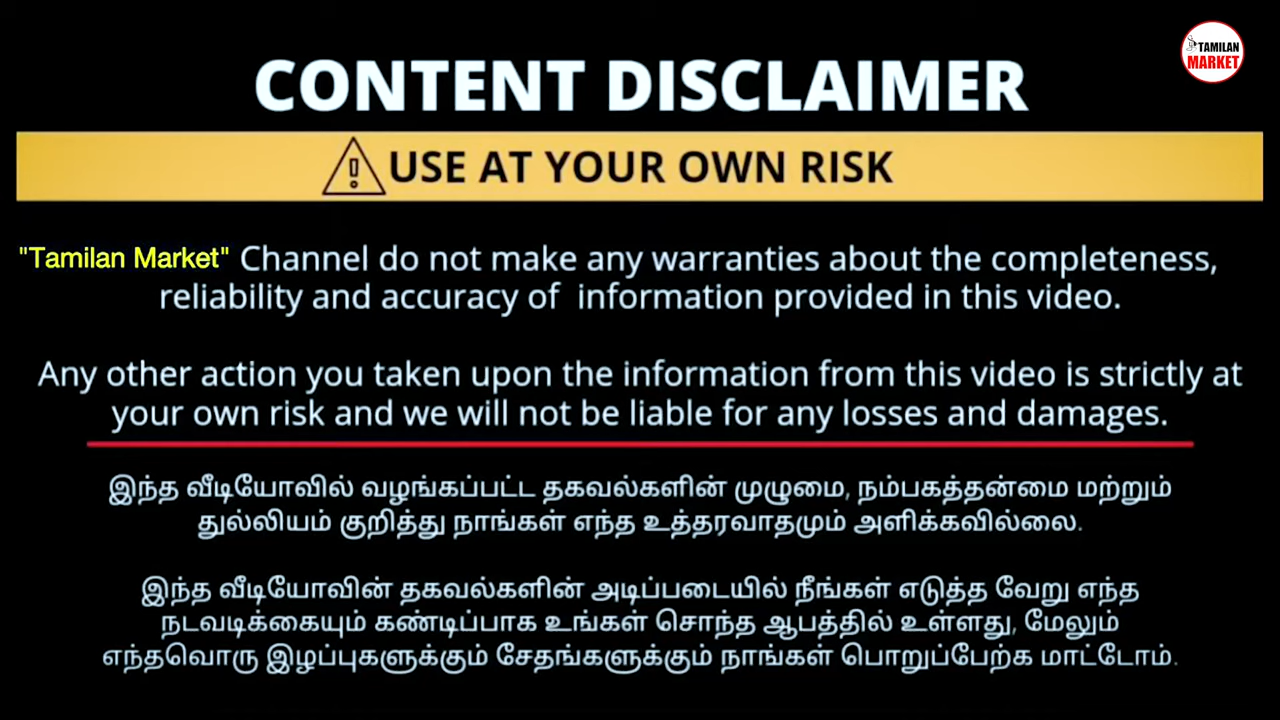 TAMILAN
MARKET
CONTENT DISCLAIMER
USE AT YOUR OWN RISK
"Tamilan Market" Channel do not make any warranties about the completeness,
reliability and accuracy of information provided in this video.
Any other action you taken upon the information from this video is strictly at
your own risk and we will not be liable for any losses and damages.
இந்த வீடியோவில் வழங்கப்பட்ட தகவல்களின் முழுமை, நம்பகத்தன்மை மற்றும்
துல்லியம் குறித்து நாங்கள் எந்த உத்தரவாதமும் அளிக்கவில்லை.
இந்த வீடியோவின் தகவல்களின் அடிப்படையில் நீங்கள் எடுத்த வேறு எந்த
நடவடிக்கையும் கண்டிப்பாக உங்கள் சொந்த ஆபத்தில் உள்ளது, மேலும்
எந்தவொரு இழப்புகளுக்கும் சேதங்களுக்கும் நாங்கள் பொறுப்பேற்க மாட்டோம்.